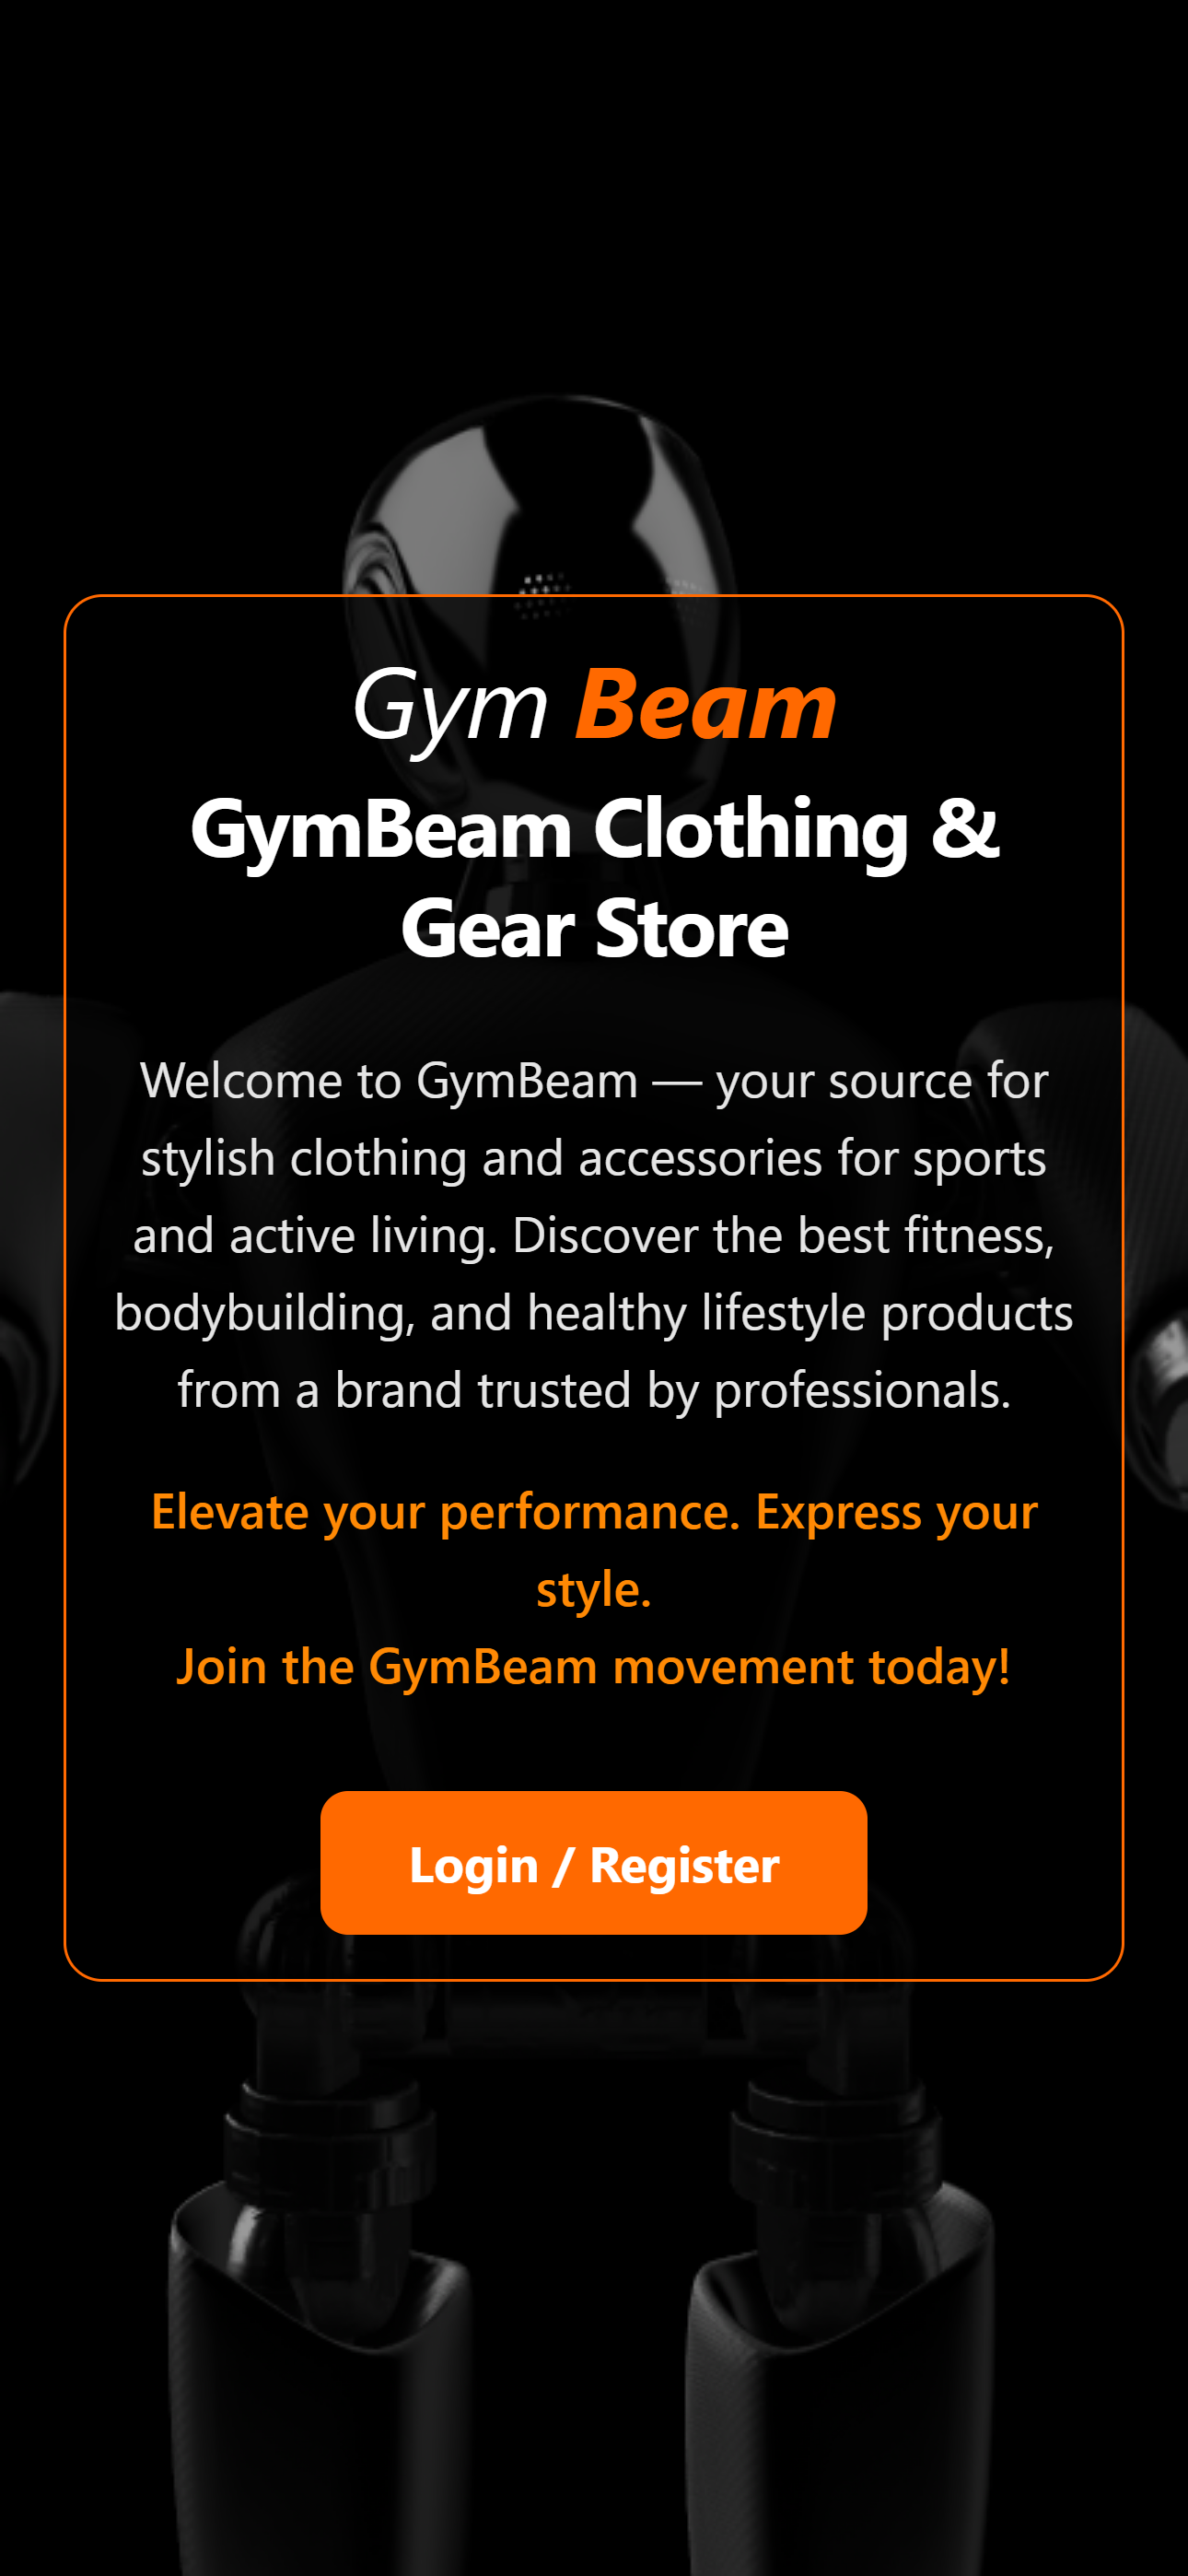 Gym Beam
GymBeam Clothing &
Gear Store
Welcome to GymBeam — your source for
stylish clothing and accessories for sports
and active living. Discover the best fitness,
bodybuilding, and healthy lifestyle products
from a brand trusted by professionals.
Elevate your performance. Express your
style.
Join the GymBeam movement today!
Login / Register